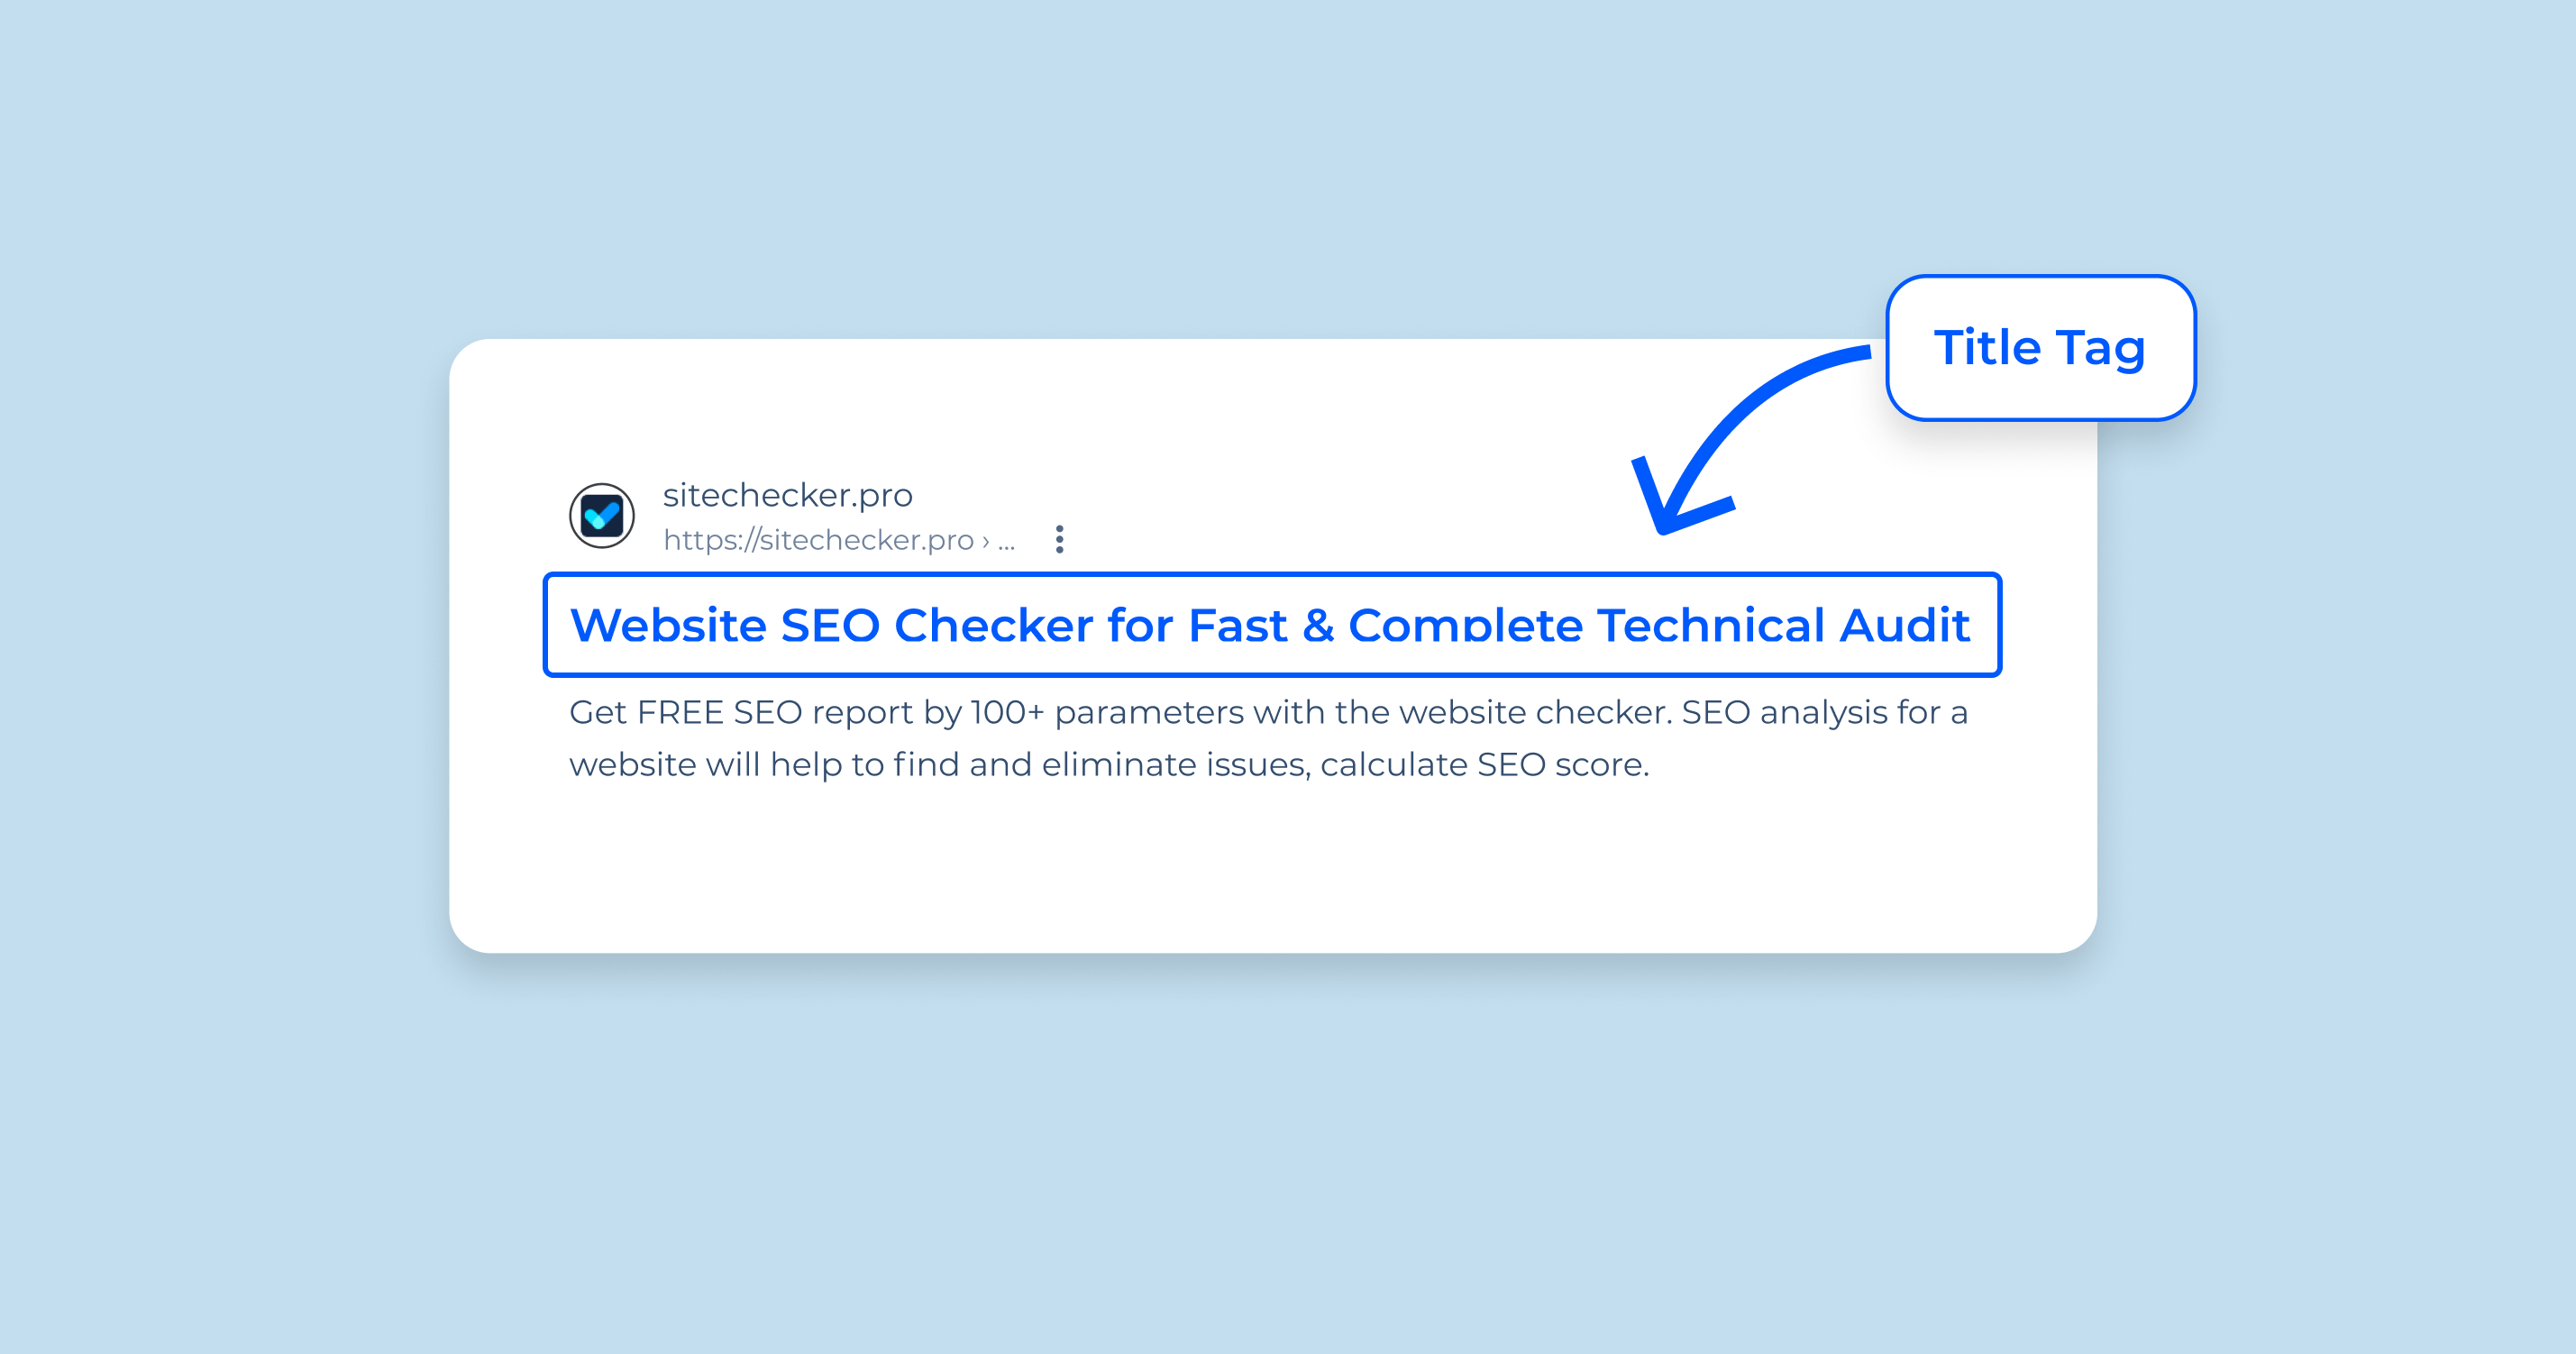 Title Tag
sitechecker.pro
https://sitechecker.pro › ...
Website SEO Checker for Fast & Complete Technical Audit
Get FREE SEO report by 100+ parameters with the website checker. SEO analysis for a
website will help to find and eliminate issues, calculate SEO score.